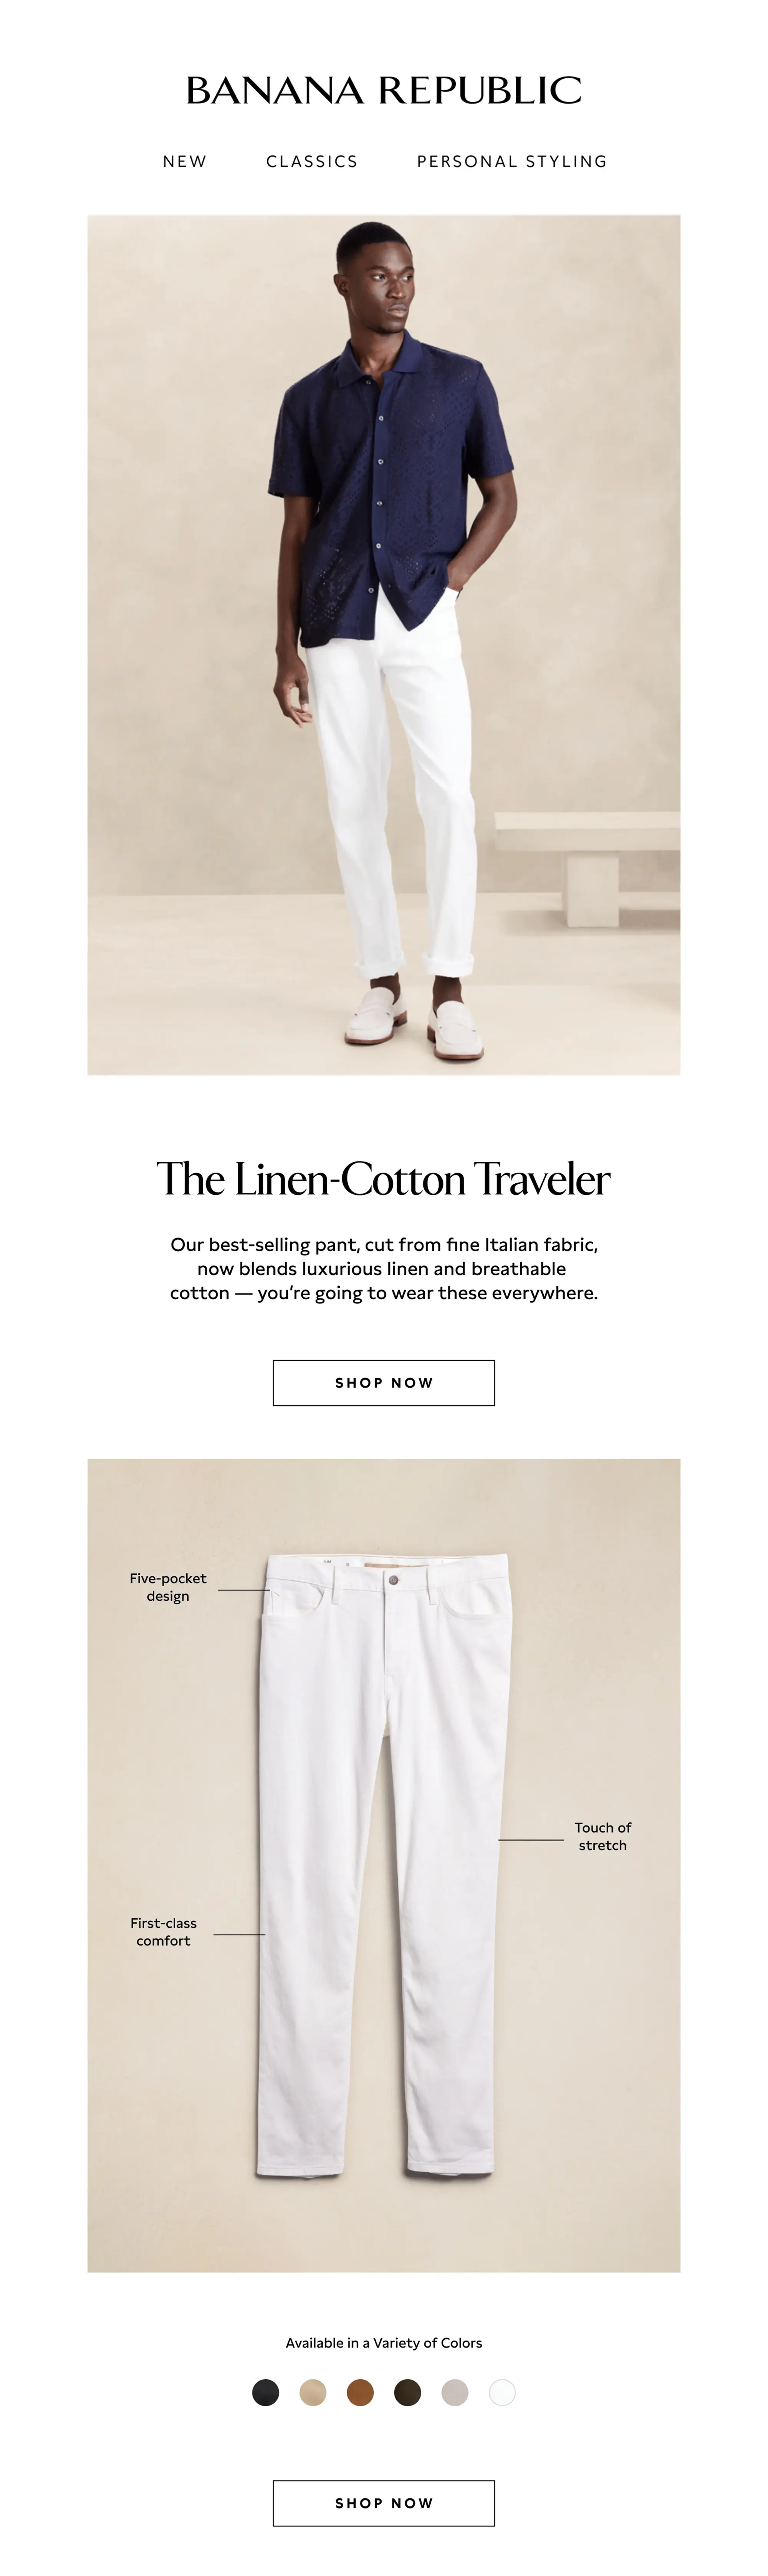 BANANA REPUBLIC
NEW CLASSICS PERSONAL STYLING
The Linen-Cotton Traveler
Our best-selling pant, cut from fine Italian fabric,
now blends luxurious linen and breathable
cotton — you’re going to wear these everywhere.
SHOP NOW
Five-pocket
design
Touch of
stretch
First-class
comfort
Available in a Variety of Colors
SHOP NOW